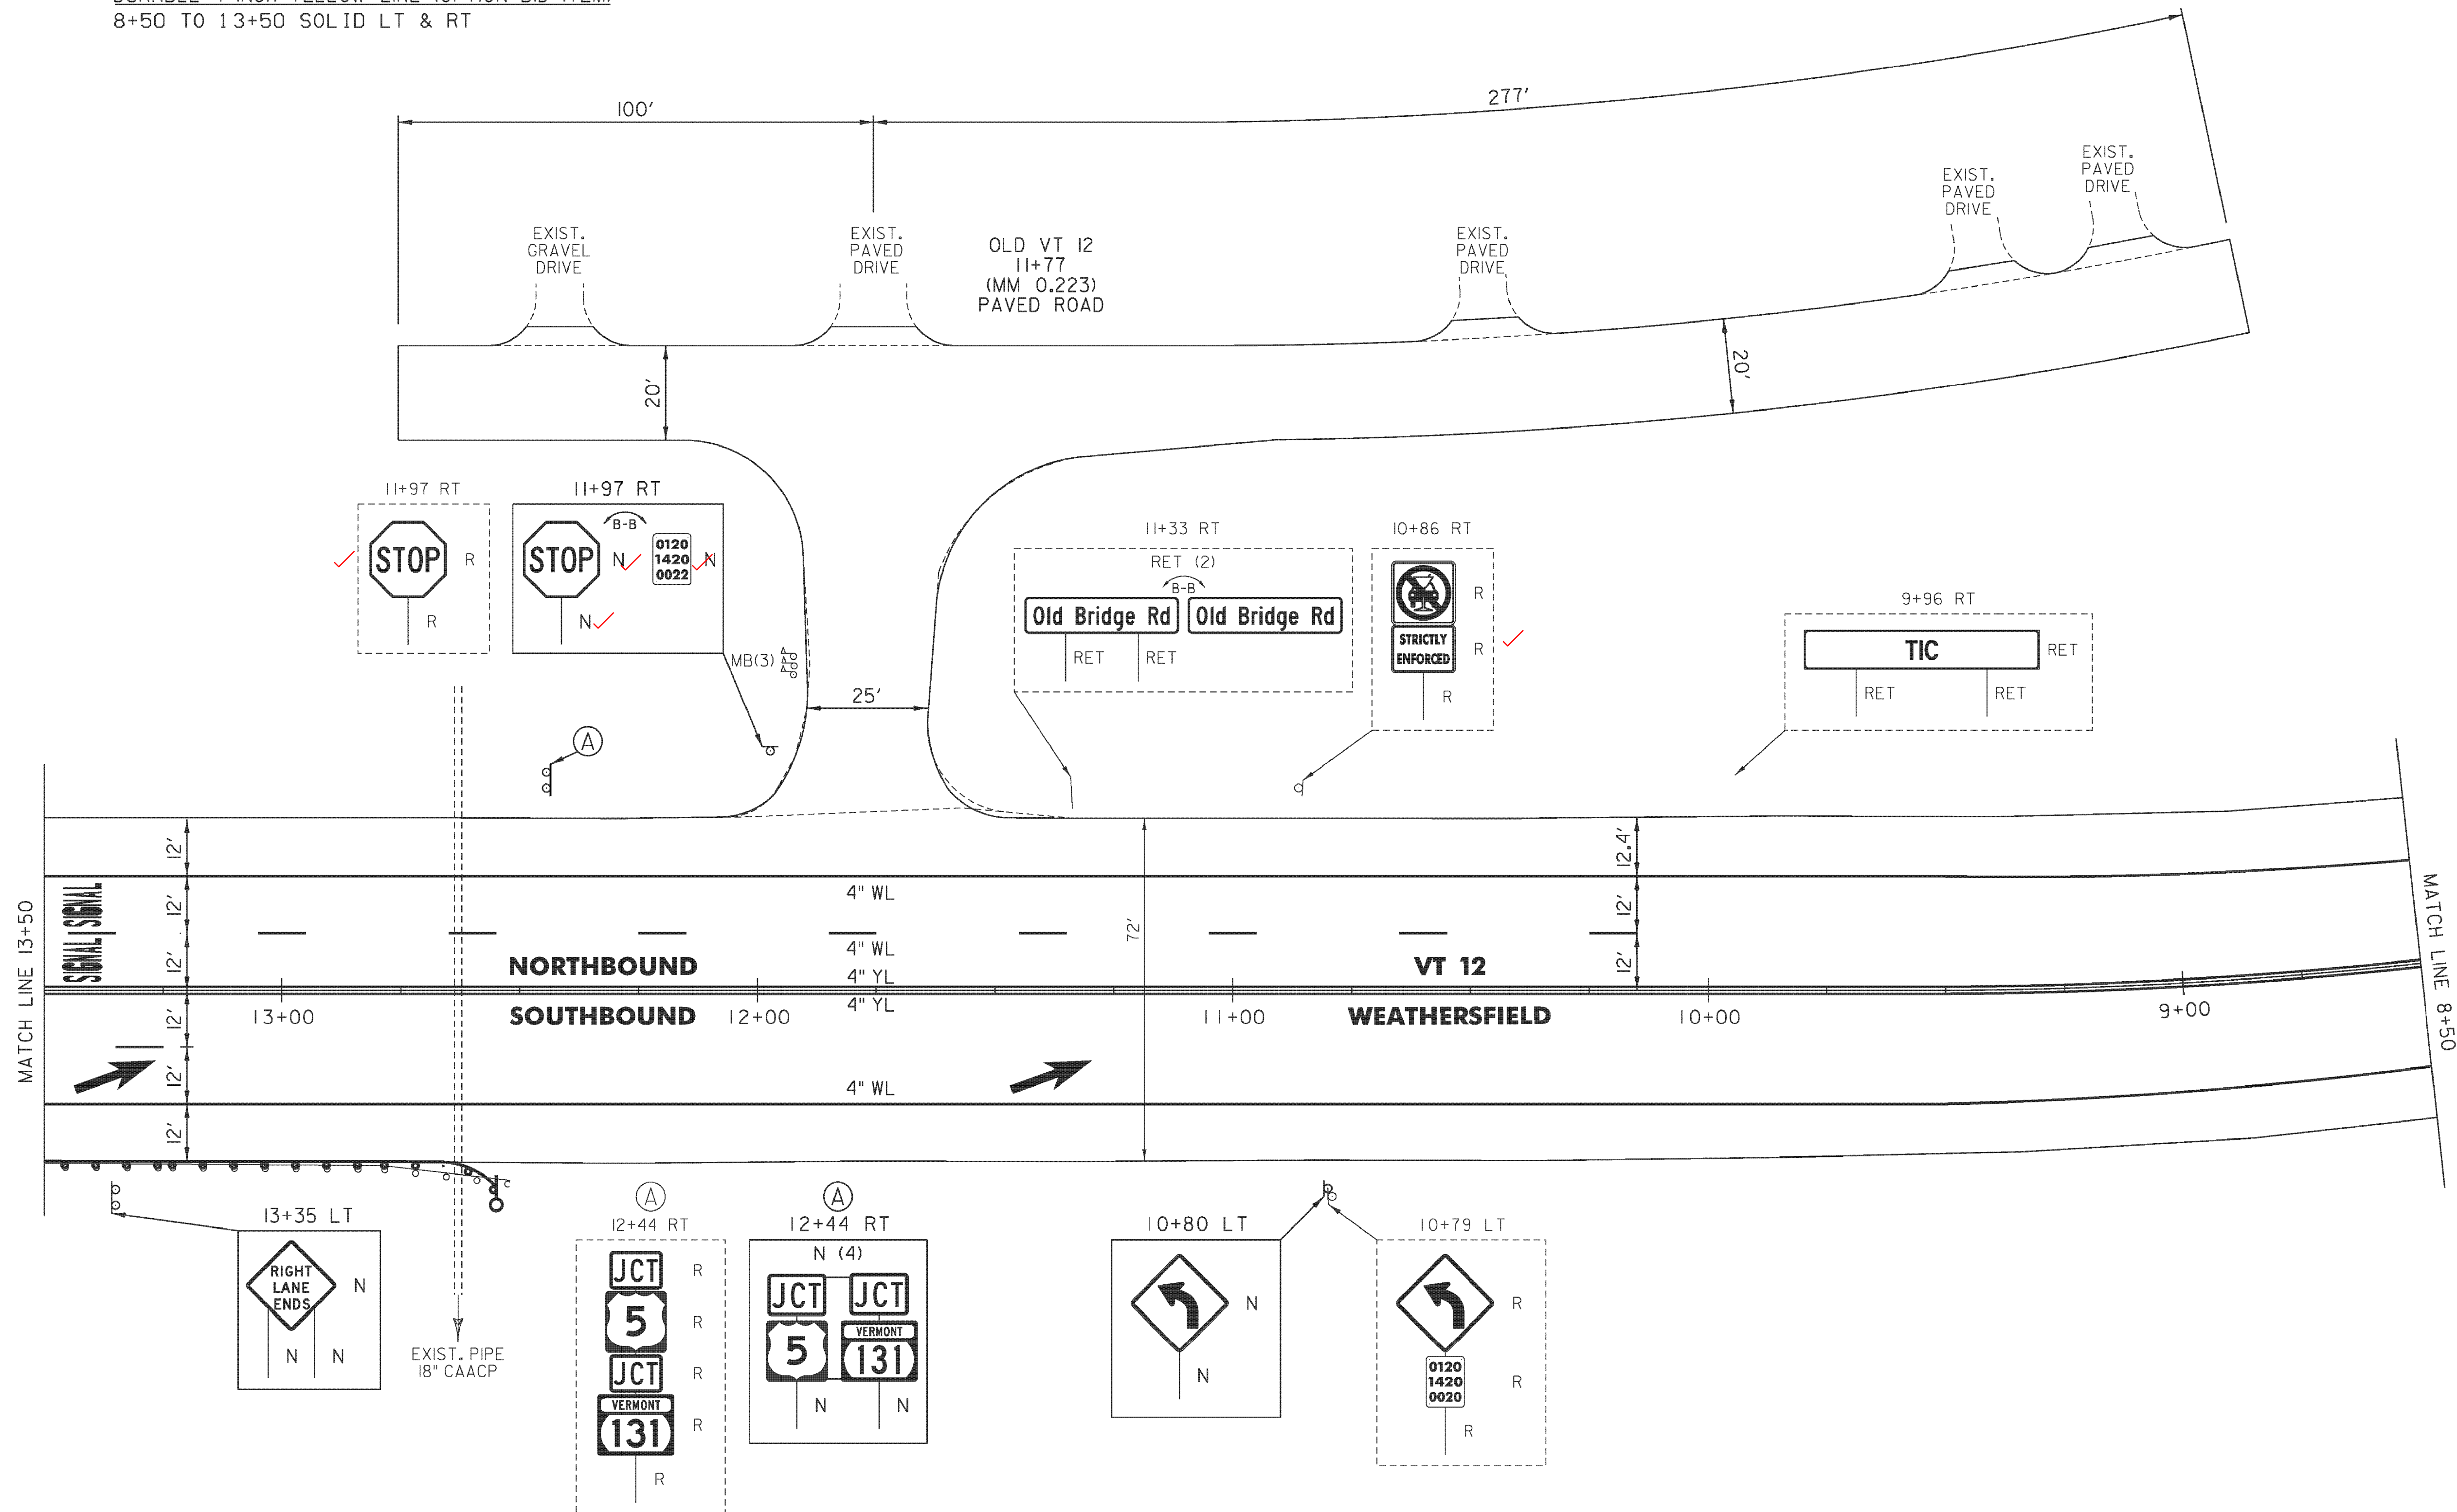 8+50 TO 13+50 SOLID LT & RT
100'
277'
EXIST.
GRAVEL
DRIVE
EXIST.
PAVED
DRIVE
OLD VT 12
11+77
(MM 0.223)
PAVED ROAD
EXIST.
PAVED
DRIVE
EXIST.
PAVED
DRIVE
EXIST.
PAVED
DRIVE
20'
20'
11+97 RT
STOP R
R
11+97 RT
B-B
STOP N
0120
1420
0022
N
N
MB(3)
25'
A
11+33 RT
RET (2)
B-B
Old Bridge Rd
Old Bridge Rd
RET RET
10+86 RT
R
STRICTLY
ENFORCED
R
R
9+96 RT
TIC RET
RET RET
MATCH LINE 13+50
12'
12'
12'
12'
12'
12'
SIGNAL
SIGNAL
4" WL
4" WL
4" YL
4" YL
4" WL
NORTHBOUND
SOUTHBOUND
VT 12
WEATHERSFIELD
72'
12.4'
12'
12'
13+00
12+00
11+00
10+00
9+00
MATCH LINE 8+50
13+35 LT
RIGHT
LANE
ENDS
N
N N
EXIST. PIPE
18" CAACP
A
12+44 RT
JCT R
5 R
JCT R
VERMONT
131 R
R
A
12+44 RT
N (4)
JCT JCT
5
VERMONT
131
N N
10+80 LT
N
N
10+79 LT
R
0120
1420
0020
R
R